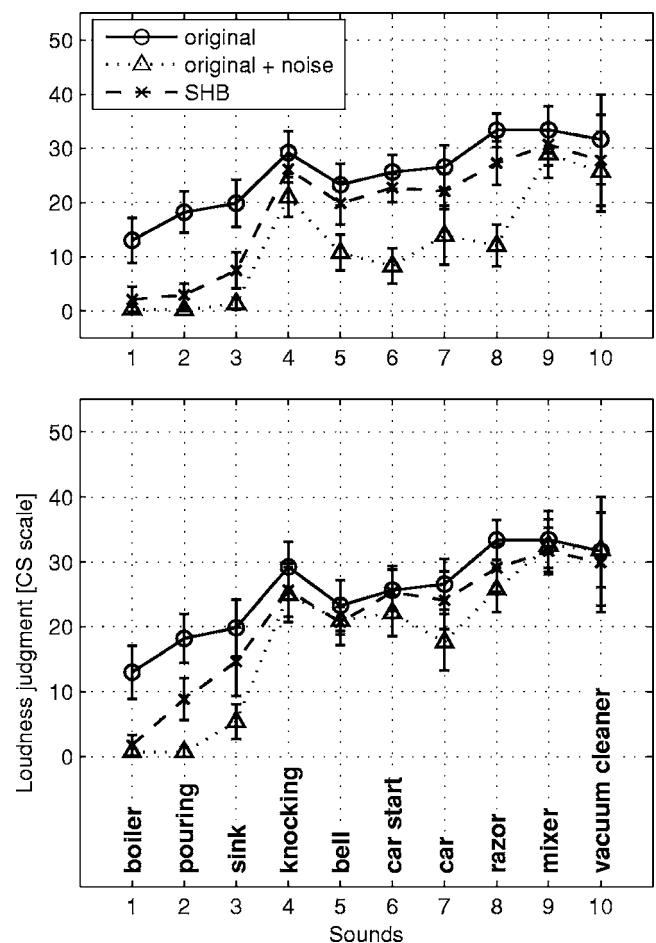 50
40
30
20
10
0
original
original + noise
SHB
1 2 3 4 5 6 7 8 9 10
Loudness judgment [CS scale]
50
40
30
20
10
0
boiler
pouring
sink
knocking
bell
car start
car
razor
mixer
vacuum cleaner
1 2 3 4 5 6 7 8 9 10
Sounds